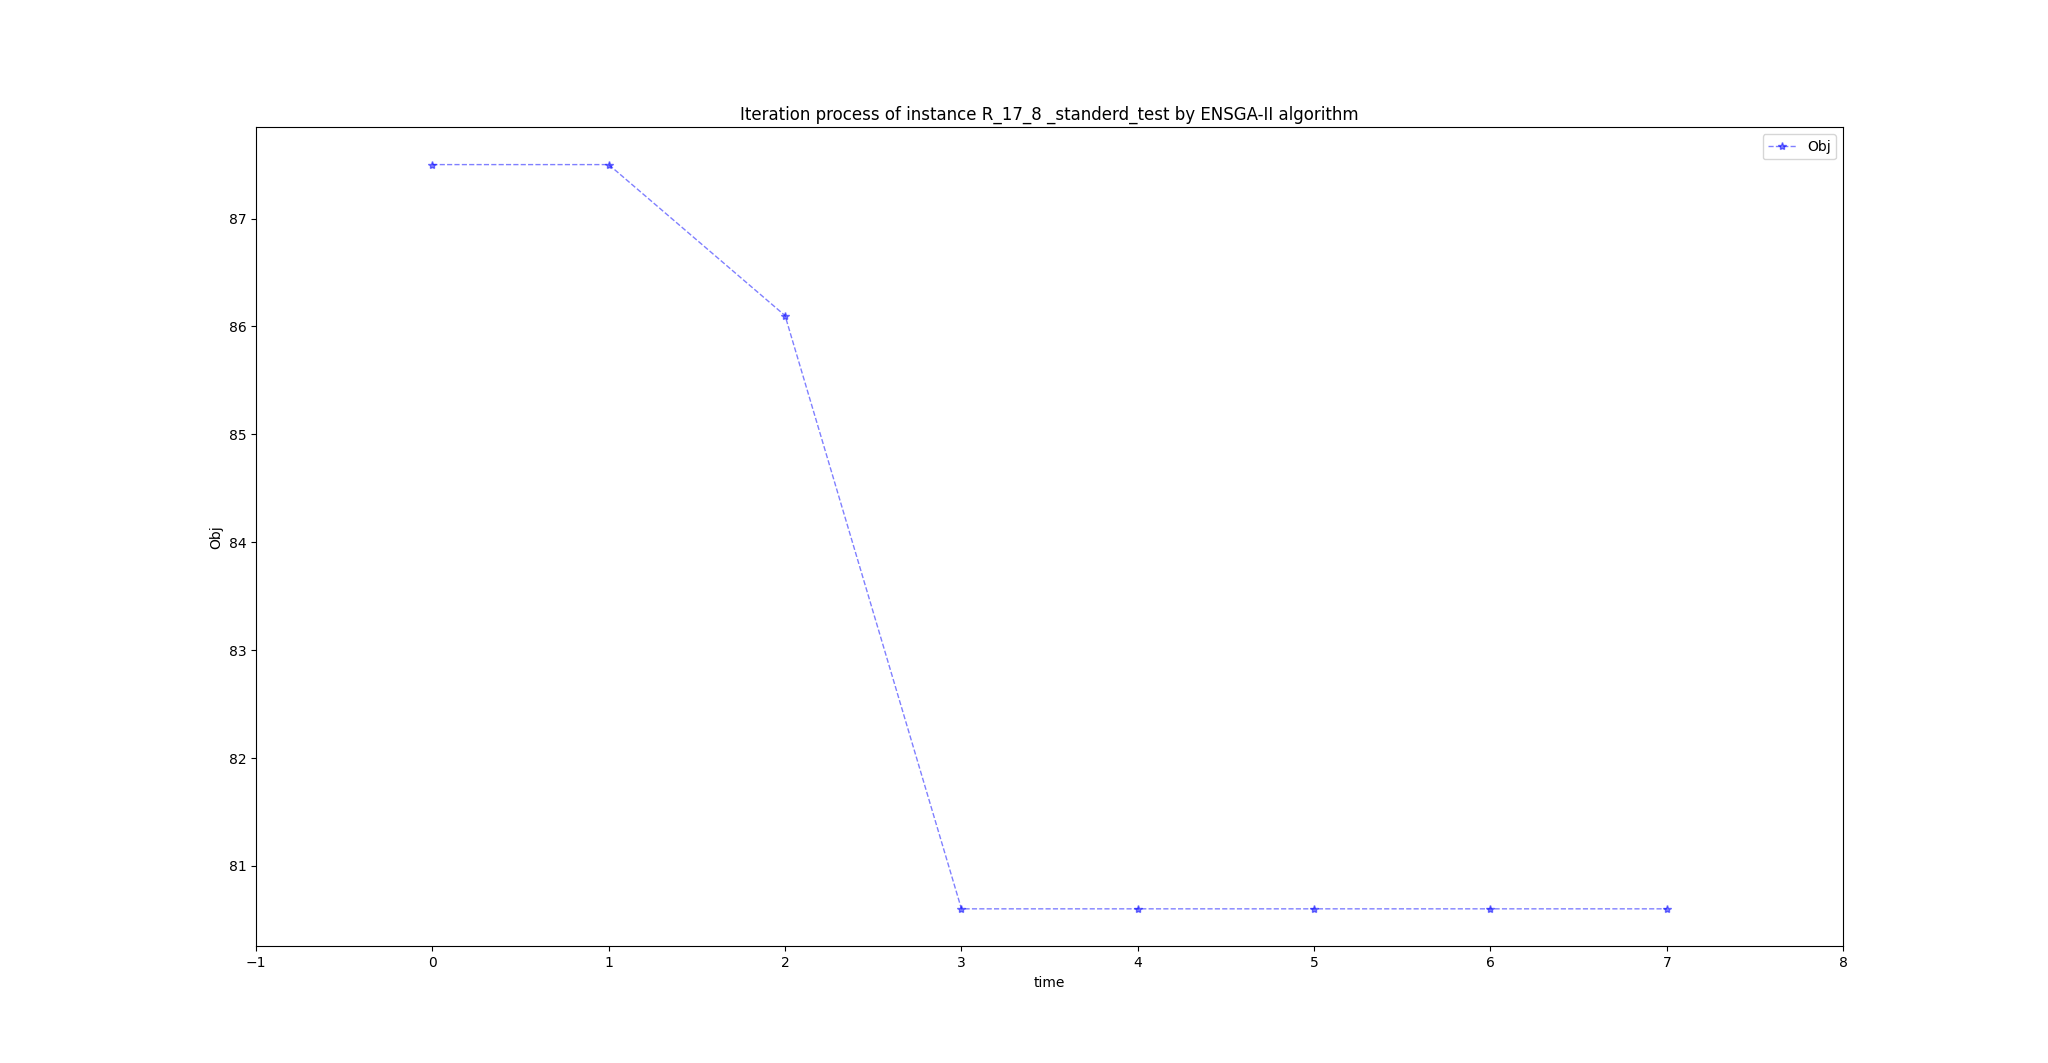 Iteration process of instance R_17_8 _standerd_test by ENSGA-II algorithm
Obj
87
86
85
84
83
82
81
Obj
−1 0 1 2 3 4 5 6 7 8
time